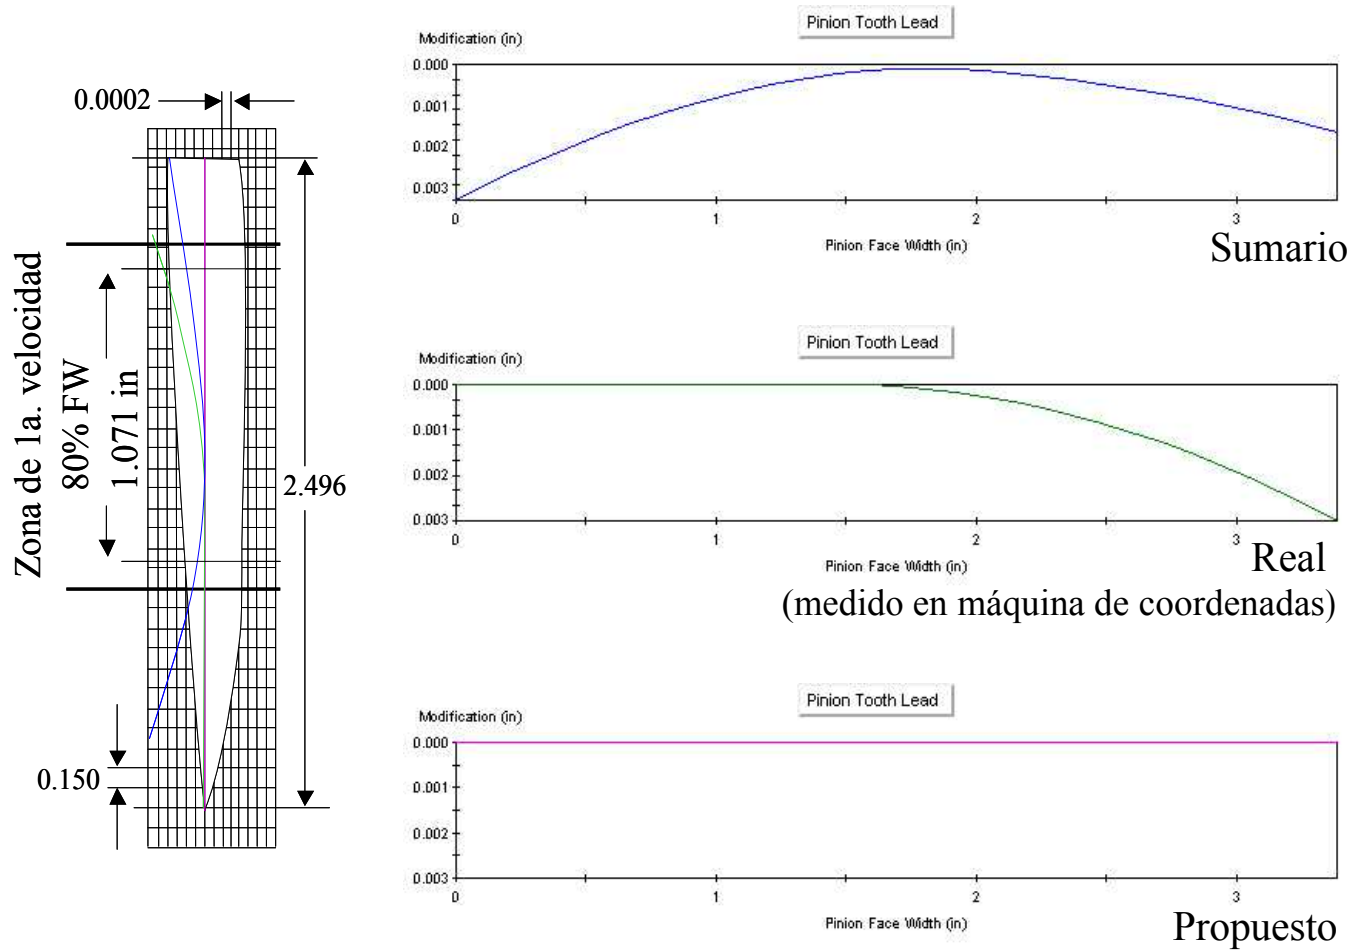 0.0002
Zona de 1a. velocidad
80% FW
1.071 in
2.496
0.150
Pinion Tooth Lead
Modification (in)
0.000
0.001
0.002
0.003
0 1 2 3
Pinion Face Width (in)
Sumario
Pinion Tooth Lead
Modification (in)
0.000
0.001
0.002
0.003
0 1 2 3
Pinion Face Width (in)
Real
(medido en máquina de coordenadas)
Pinion Tooth Lead
Modification (in)
0.000
0.001
0.002
0.003
0 1 2 3
Pinion Face Width (in)
Propuesto